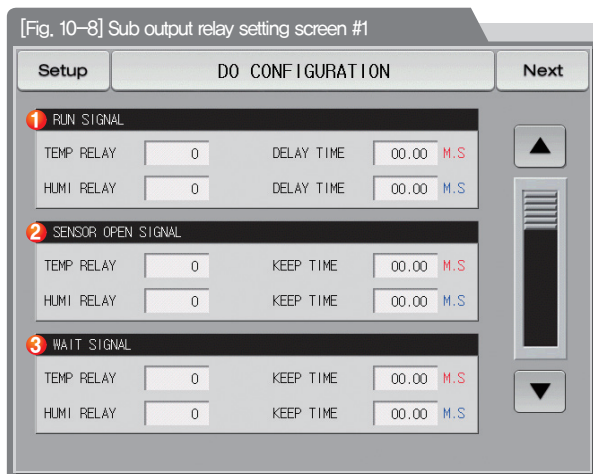 [Fig. 10-8] Sub output relay setting screen #1
Setup DO CONFIGURATION Next
1 RUN SIGNAL
TEMP RELAY 0 DELAY TIME 00.00 M.S
HUMI RELAY 0 DELAY TIME 00.00 M.S
2 SENSOR OPEN SIGNAL
TEMP RELAY 0 KEEP TIME 00.00 M.S
HUMI RELAY 0 KEEP TIME 00.00 M.S
3 WAIT SIGNAL
TEMP RELAY 0 KEEP TIME 00.00 M.S
HUMI RELAY 0 KEEP TIME 00.00 M.S